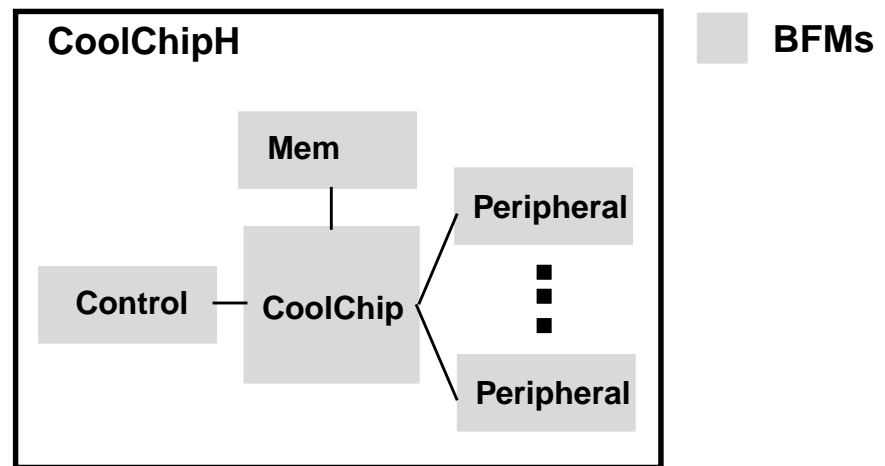 CoolChipH
BFMs
Mem
Peripheral
Control
CoolChip
Peripheral